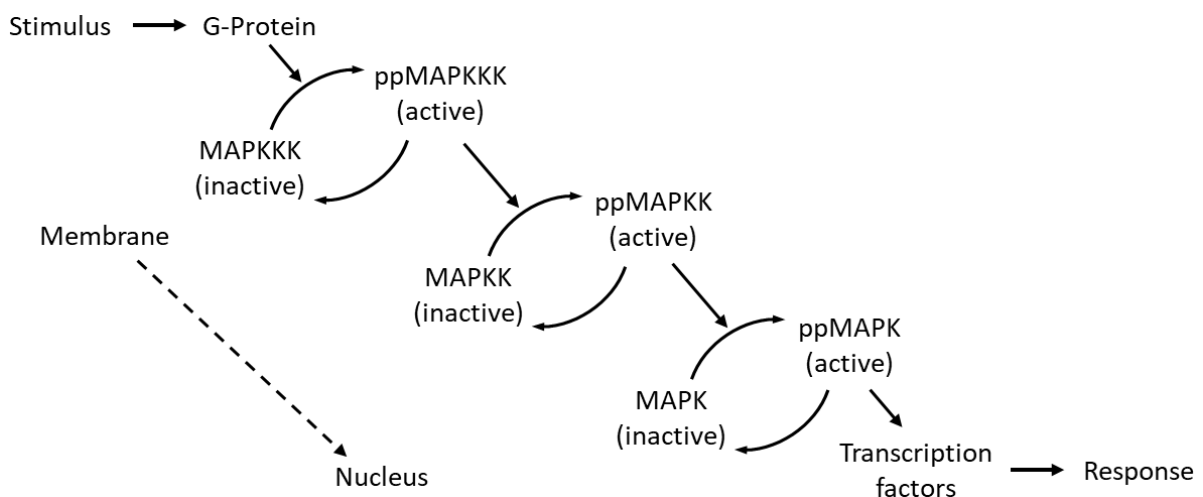 Stimulus
G-Protein
ppMAPKKK
(active)
MAPKKK
(inactive)
ppMAPKK
(active)
Membrane
MAPKK
(inactive)
ppMAPK
(active)
MAPK
(inactive)
Transcription
factors
Response
Nucleus